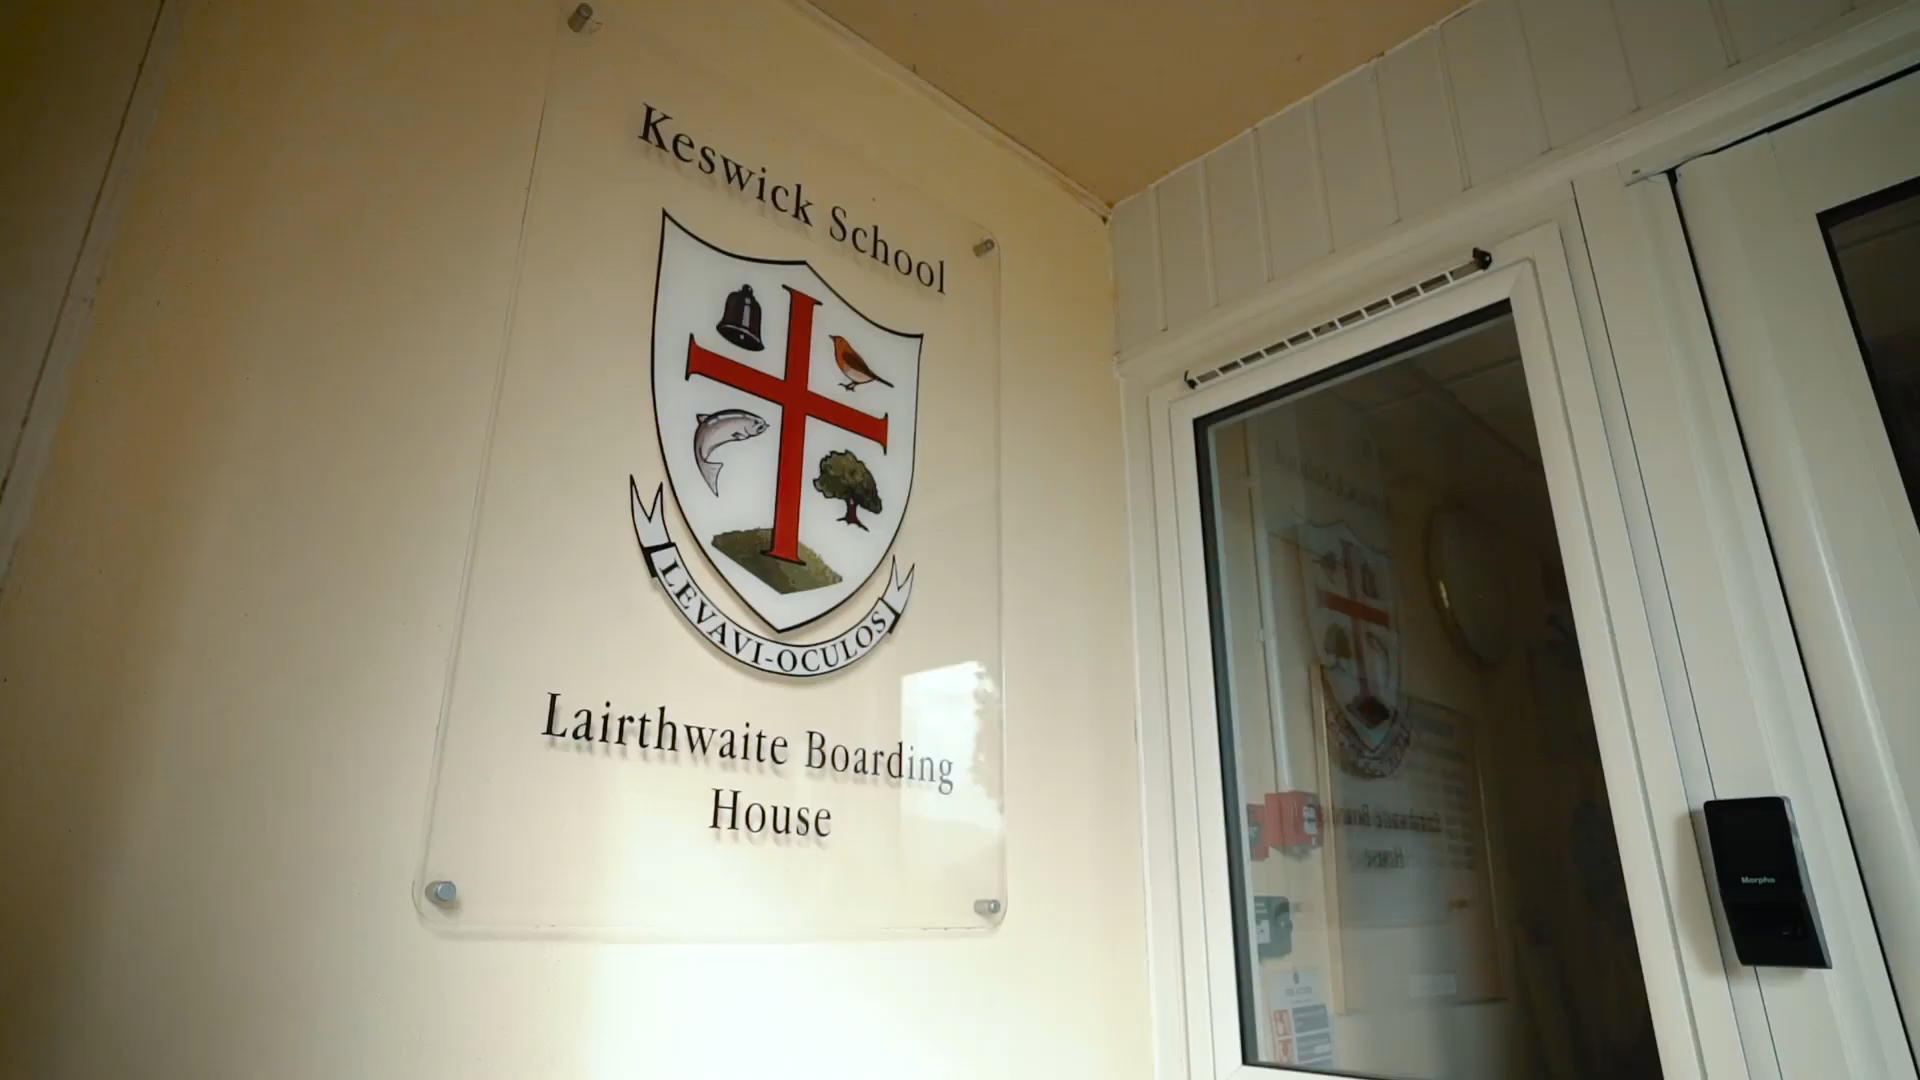 Keswick School
LEVAVI-OCULOS
Lairthwaite Boarding
House
Morpho